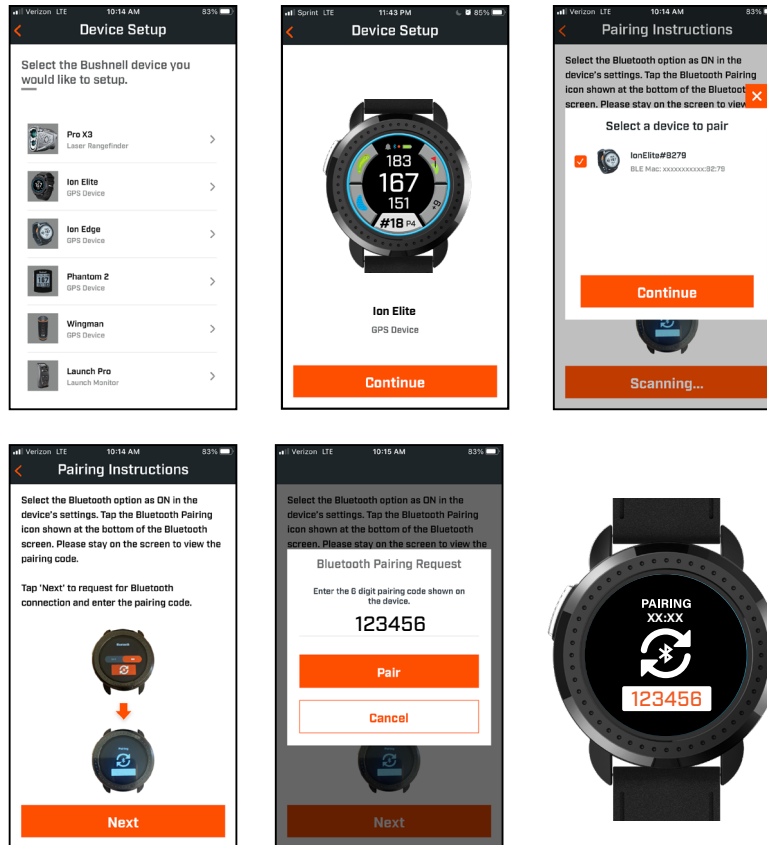 Verizon LTE 10:14 AM 83%
Device Setup
Select the Bushnell device you
would like to setup.
Pro X3
Laser Rangefinder
Ion Elite
GPS Device
Ion Edge
GPS Device
Phantom 2
GPS Device
Wingman
GPS Device
Launch Pro
Launch Monitor
Sprint LTE 11:43 PM 85%
Device Setup
183
167
151
+6
#18 P4
Ion Elite
GPS Device
Continue
Verizon LTE 10:14 AM 83%
Pairing Instructions
Select the Bluetooth option as ON in the
device's settings. Tap the Bluetooth Pairing
icon shown at the bottom of the Bluetoot
screen. Please stay on the screen to view
Select a device to pair
IonElite#9279
BLE Mac: xxxxxxxxxxx:92:79
Continue
Scanning...
Verizon LTE 10:14 AM 83%
Pairing Instructions
Select the Bluetooth option as ON in the
device's settings. Tap the Bluetooth Pairing
icon shown at the bottom of the Bluetooth
screen. Please stay on the screen to view the
pairing code.
Tap 'Next' to request for Bluetooth
connection and enter the pairing code.
Bluetooth
Pairing
Next
Verizon LTE 10:15 AM 83%
Select the Bluetooth option as ON in the
device's settings. Tap the Bluetooth Pairing
icon shown at the bottom of the Bluetooth
screen. Please stay on the screen to view the
Bluetooth Pairing Request
Enter the 6 digit pairing code shown on
the device.
123456
Pair
Cancel
Next
PAIRING
XX:XX
123456